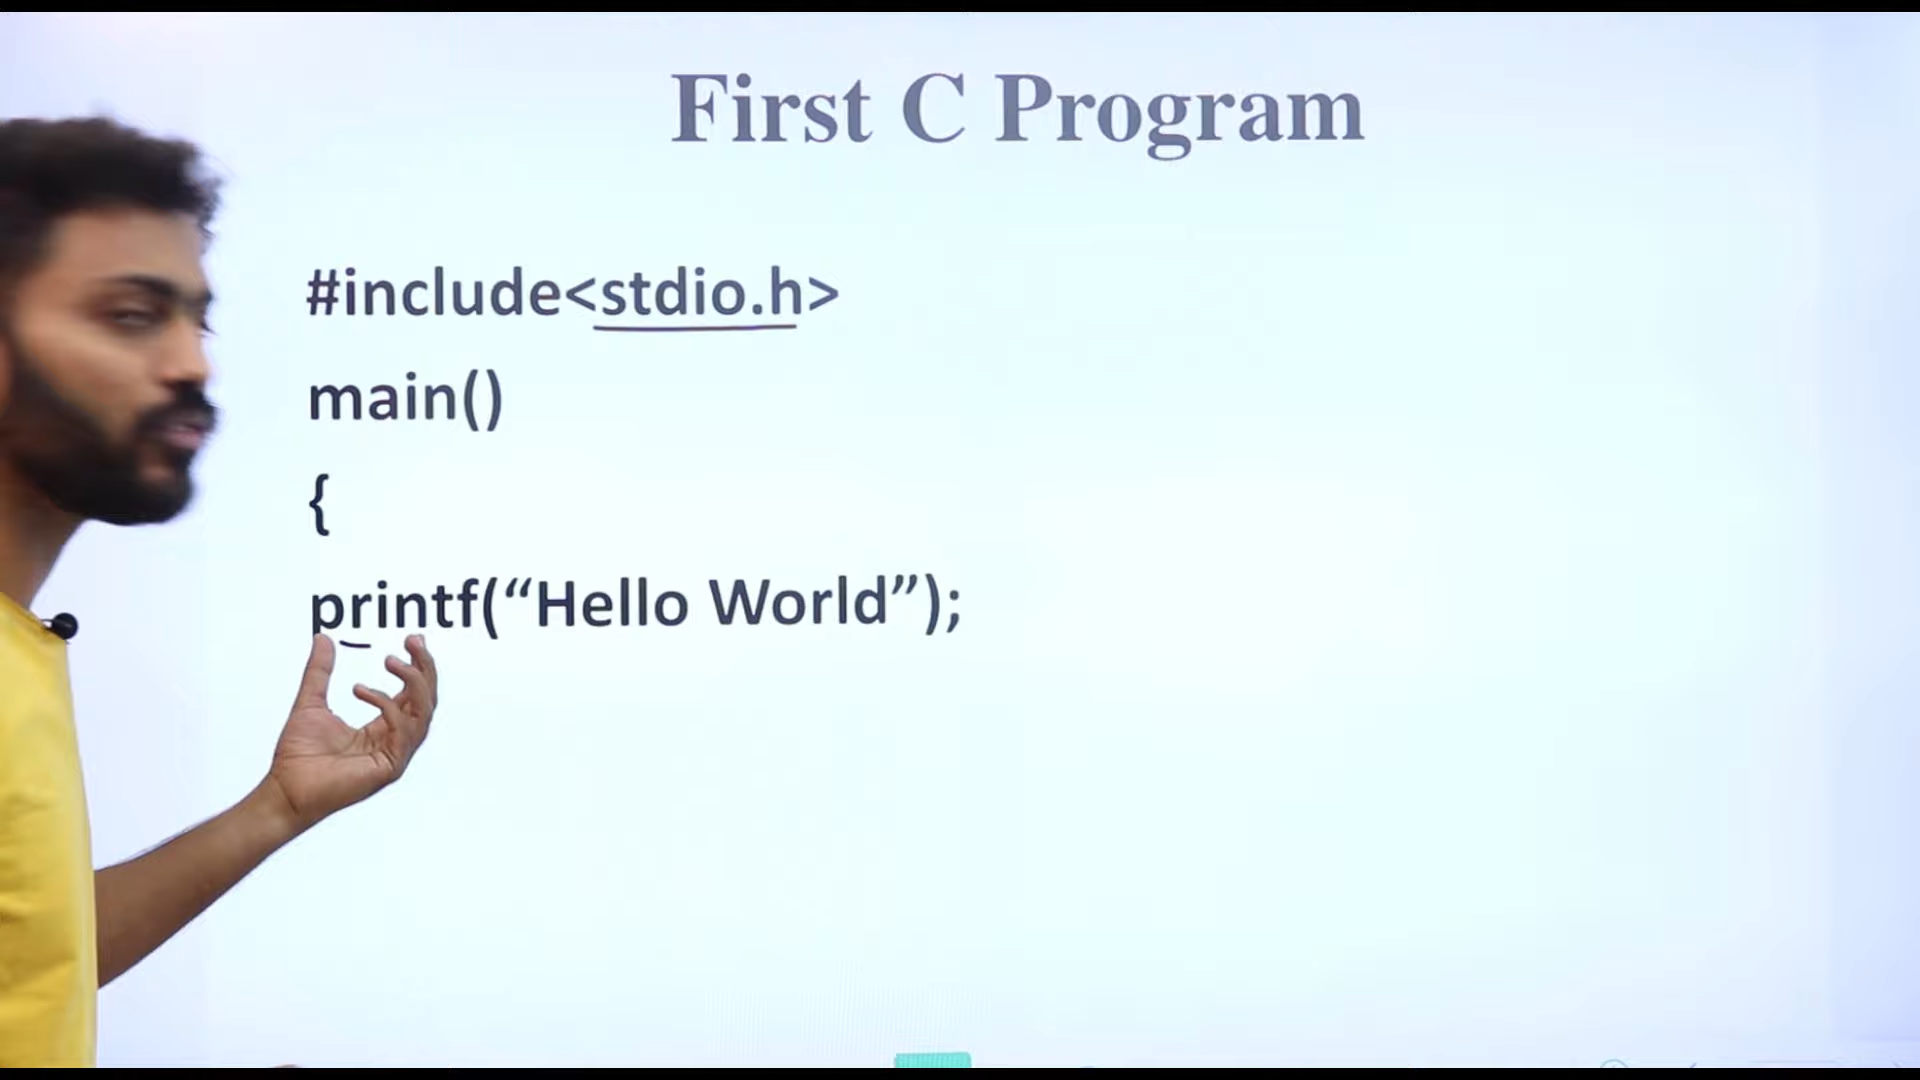 First C Program
#include<stdio.h>
main()
{
printf(“Hello World”);